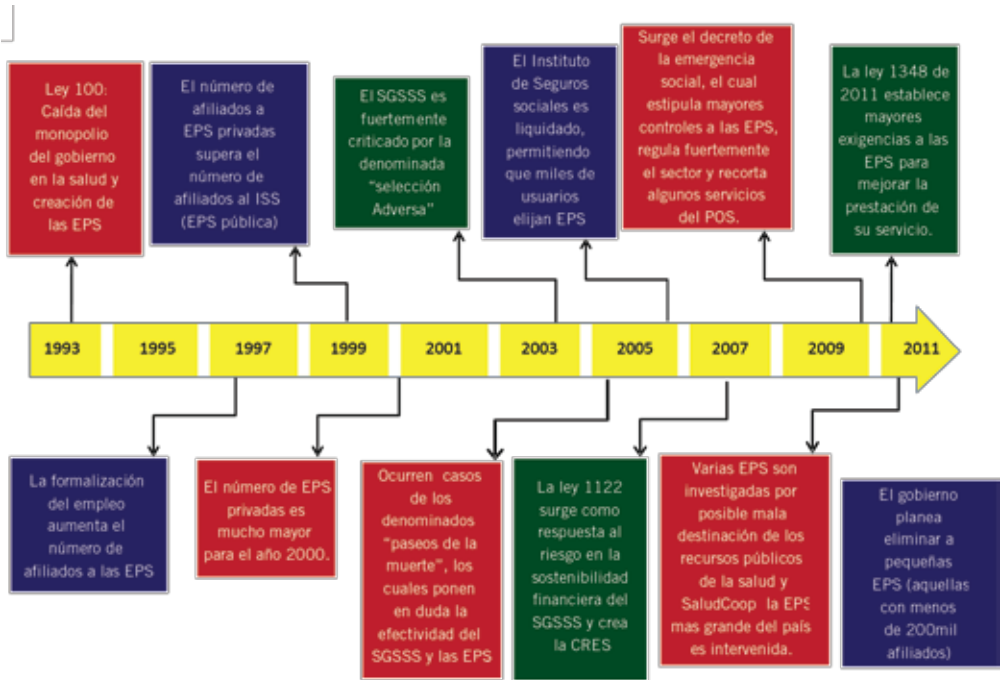 Ley 100:
Caída del
monopolio
del gobierno
en la salud y
creación de
las EPS
El número de
afiliados a
EPS privadas
supera el
número de
afiliados al ISS
(EPS pública)
El SGSSS es
fuertemente
criticado por la
denominada
"selección
Adversa"
El Instituto
de Seguros
sociales es
liquidado,
permitiendo
que miles de
usuarios
elijan EPS
Surge el decreto de
la emergencia
social, el cual
estipula mayores
controles a las EPS,
regula fuertemente
el sector y recorta
algunos servicios
del POS.
La ley 1348 de
2011 establece
mayores
exigencias a las
EPS para
mejorar la
prestación de
su servicio.
1993 1995 1997 1999 2001 2003 2005 2007 2009 2011
La formalización
del empleo
aumenta el
número de
afiliados a las EPS
El número de EPS
privadas es
mucho mayor
para el año 2000.
Ocurren casos
de los
denominados
"paseos de la
muerte", los
cuales ponen
en duda la
efectividad del
SGSSS y las EPS
La ley 1122
surge como
respuesta al
riesgo en la
sostenibilidad
financiera del
SGSSS y crea
la CRES
Varias EPS son
investigadas por
posible mala
destinación de los
recursos públicos
de la salud y
SaludCoop la EPS
mas grande del país
es intervenida.
El gobierno
planea
eliminar a
pequeñas
EPS (aquellas
con menos
de 200mil
afiliados)